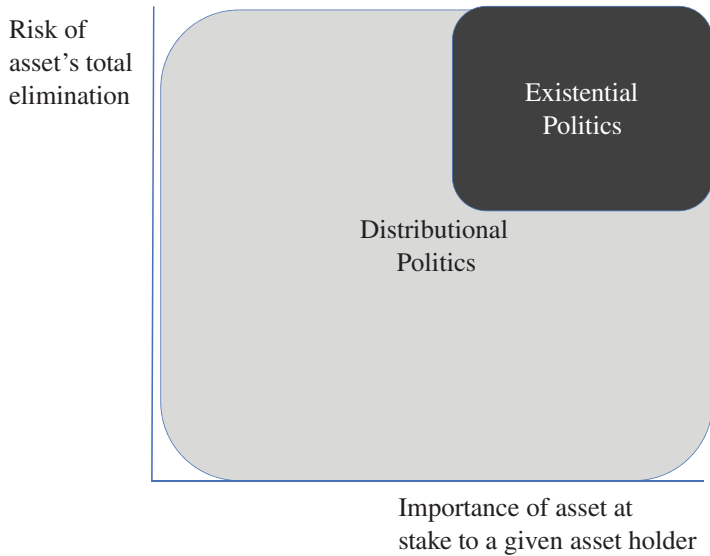 Risk of
asset’s total
elimination
Existential
Politics
Distributional
Politics
Importance of asset at
stake to a given asset holder